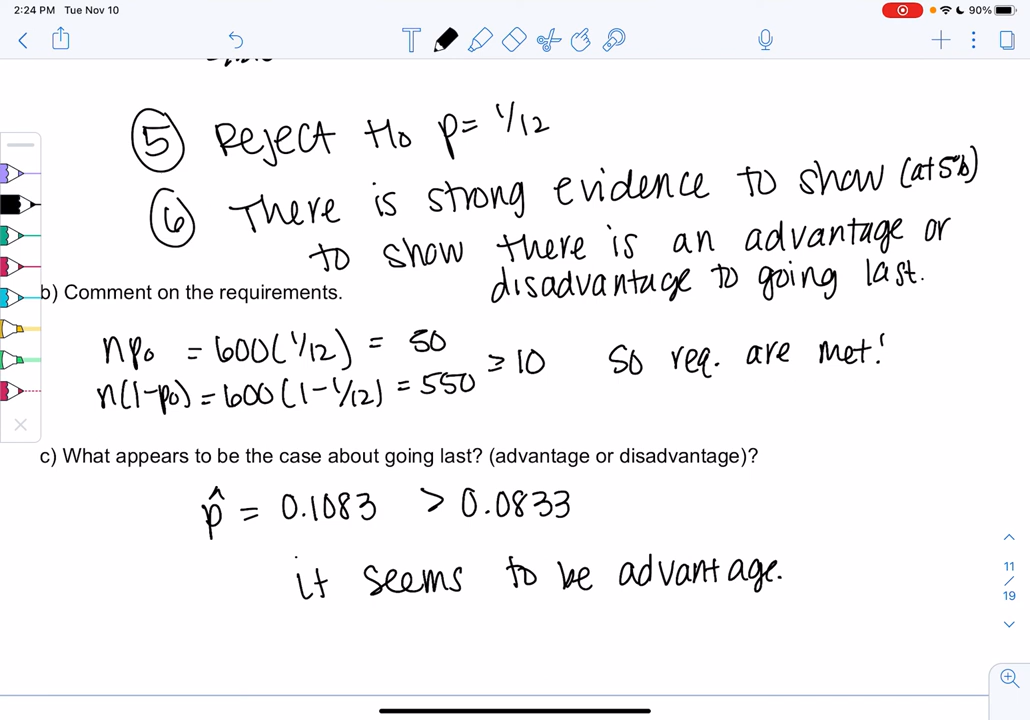 2:24 PM Tue Nov 10
90%
T
⑤ Reject Ho p= 1/12
⑥ There is strong evidence to show (at 5%)
to show there is an advantage or
disadvantage to going last.
b) Comment on the requirements.
npo = 600(1/12) = 50
n(1-po) = 600(1-1/12) = 550
≥ 10 So req. are met!
c) What appears to be the case about going last? (advantage or disadvantage)?
p̂ = 0.1083 > 0.0833
it seems to be advantage.
11
/
19